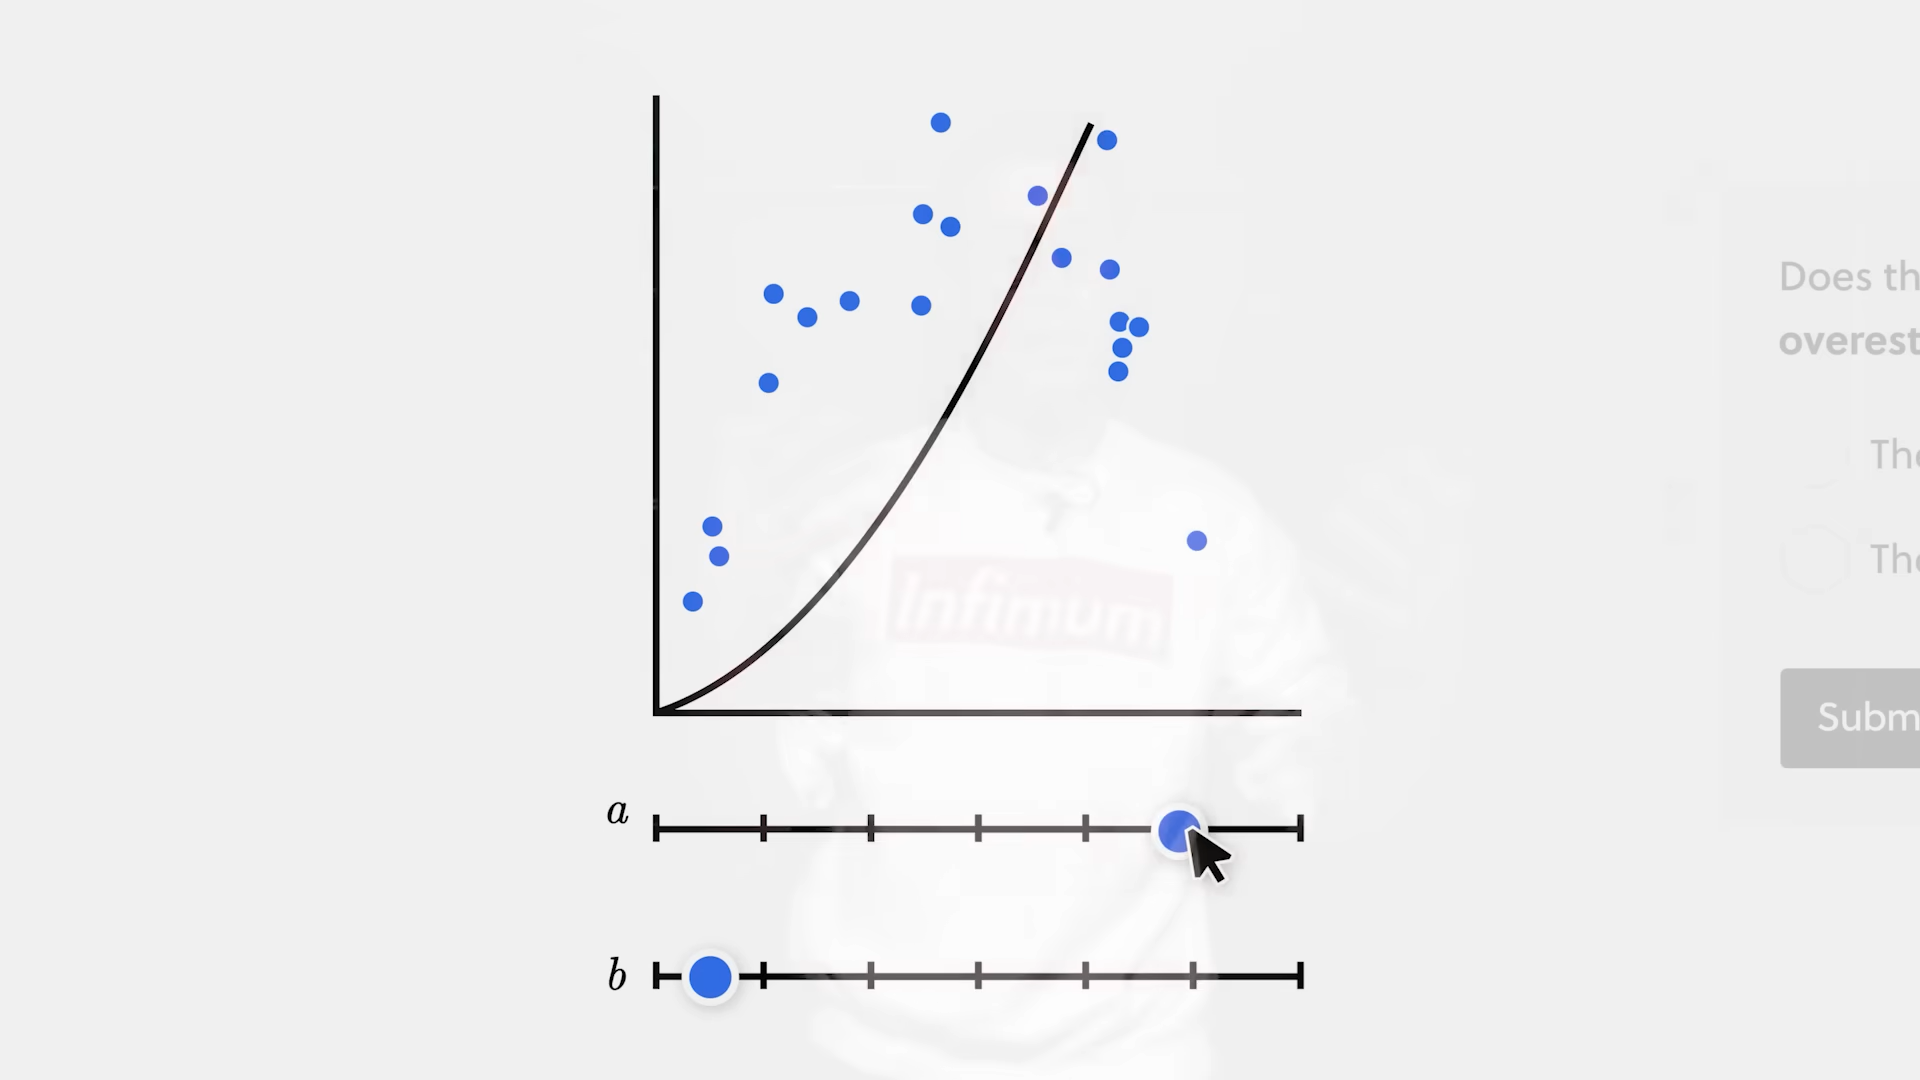 Does th
overest
The
The
Infimum
Subm
a
b